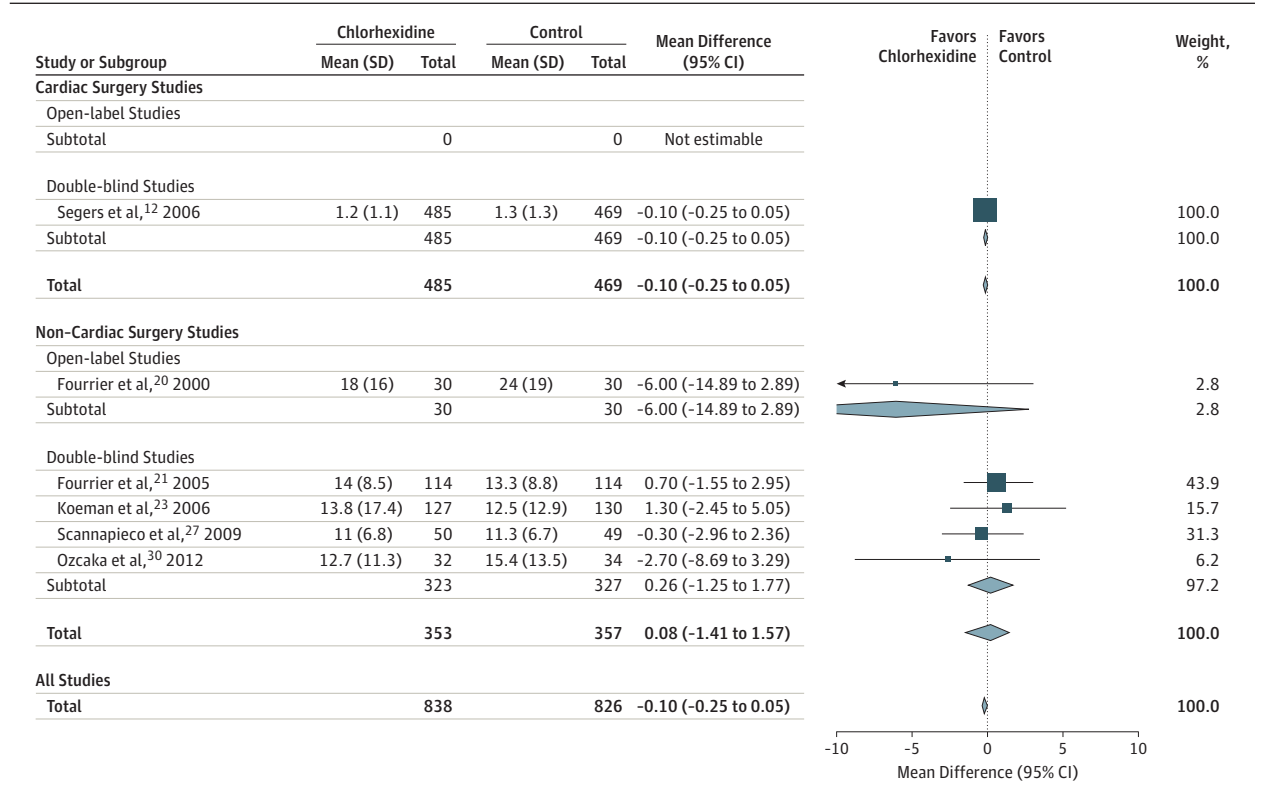 Chlorhexidine Control Mean Difference (95% CI) Favors Chlorhexidine Favors Control Weight, %
Study or Subgroup Mean (SD) Total Mean (SD) Total
Cardiac Surgery Studies
Open-label Studies
Subtotal 0 0 Not estimable
Double-blind Studies
Segers et al,12 2006 1.2 (1.1) 485 1.3 (1.3) 469 -0.10 (-0.25 to 0.05) 100.0
Subtotal 485 469 -0.10 (-0.25 to 0.05) 100.0
Total 485 469 -0.10 (-0.25 to 0.05) 100.0
Non-Cardiac Surgery Studies
Open-label Studies
Fourrier et al,20 2000 18 (16) 30 24 (19) 30 -6.00 (-14.89 to 2.89) 2.8
Subtotal 30 30 -6.00 (-14.89 to 2.89) 2.8
Double-blind Studies
Fourrier et al,21 2005 14 (8.5) 114 13.3 (8.8) 114 0.70 (-1.55 to 2.95) 43.9
Koeman et al,23 2006 13.8 (17.4) 127 12.5 (12.9) 130 1.30 (-2.45 to 5.05) 15.7
Scannapieco et al,27 2009 11 (6.8) 50 11.3 (6.7) 49 -0.30 (-2.96 to 2.36) 31.3
Ozcaka et al,30 2012 12.7 (11.3) 32 15.4 (13.5) 34 -2.70 (-8.69 to 3.29) 6.2
Subtotal 323 327 0.26 (-1.25 to 1.77) 97.2
Total 353 357 0.08 (-1.41 to 1.57) 100.0
All Studies
Total 838 826 -0.10 (-0.25 to 0.05) 100.0
-10 -5 0 5 10
Mean Difference (95% CI)